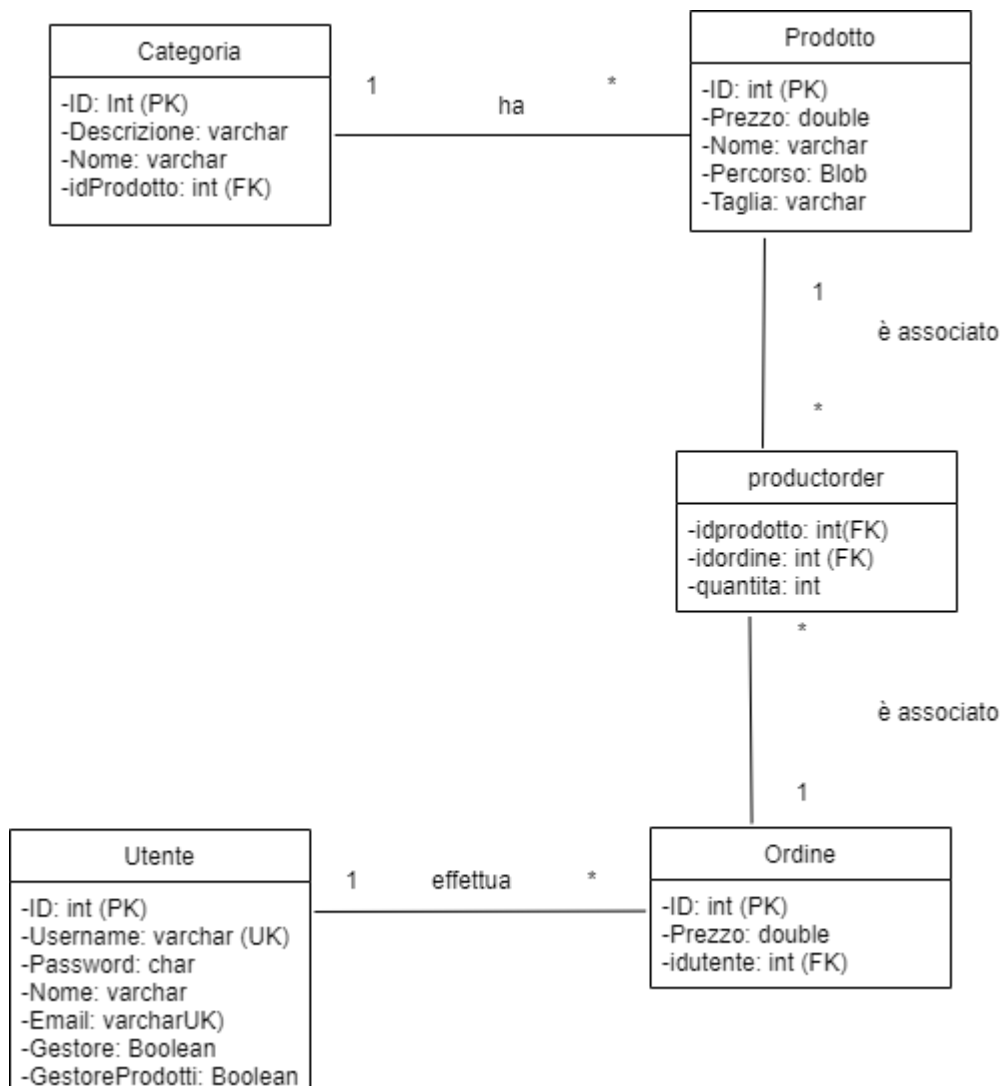 Categoria
-ID: Int (PK)
-Descrizione: varchar
-Nome: varchar
-idProdotto: int (FK)
1
ha
*
Prodotto
-ID: int (PK)
-Prezzo: double
-Nome: varchar
-Percorso: Blob
-Taglia: varchar
1
è associato
*
productorder
-idprodotto: int(FK)
-idordine: int (FK)
-quantita: int
*
è associato
1
Utente
-ID: int (PK)
-Username: varchar (UK)
-Password: char
-Nome: varchar
-Email: varcharUK)
-Gestore: Boolean
-GestoreProdotti: Boolean
1
effettua
*
Ordine
-ID: int (PK)
-Prezzo: double
-idutente: int (FK)